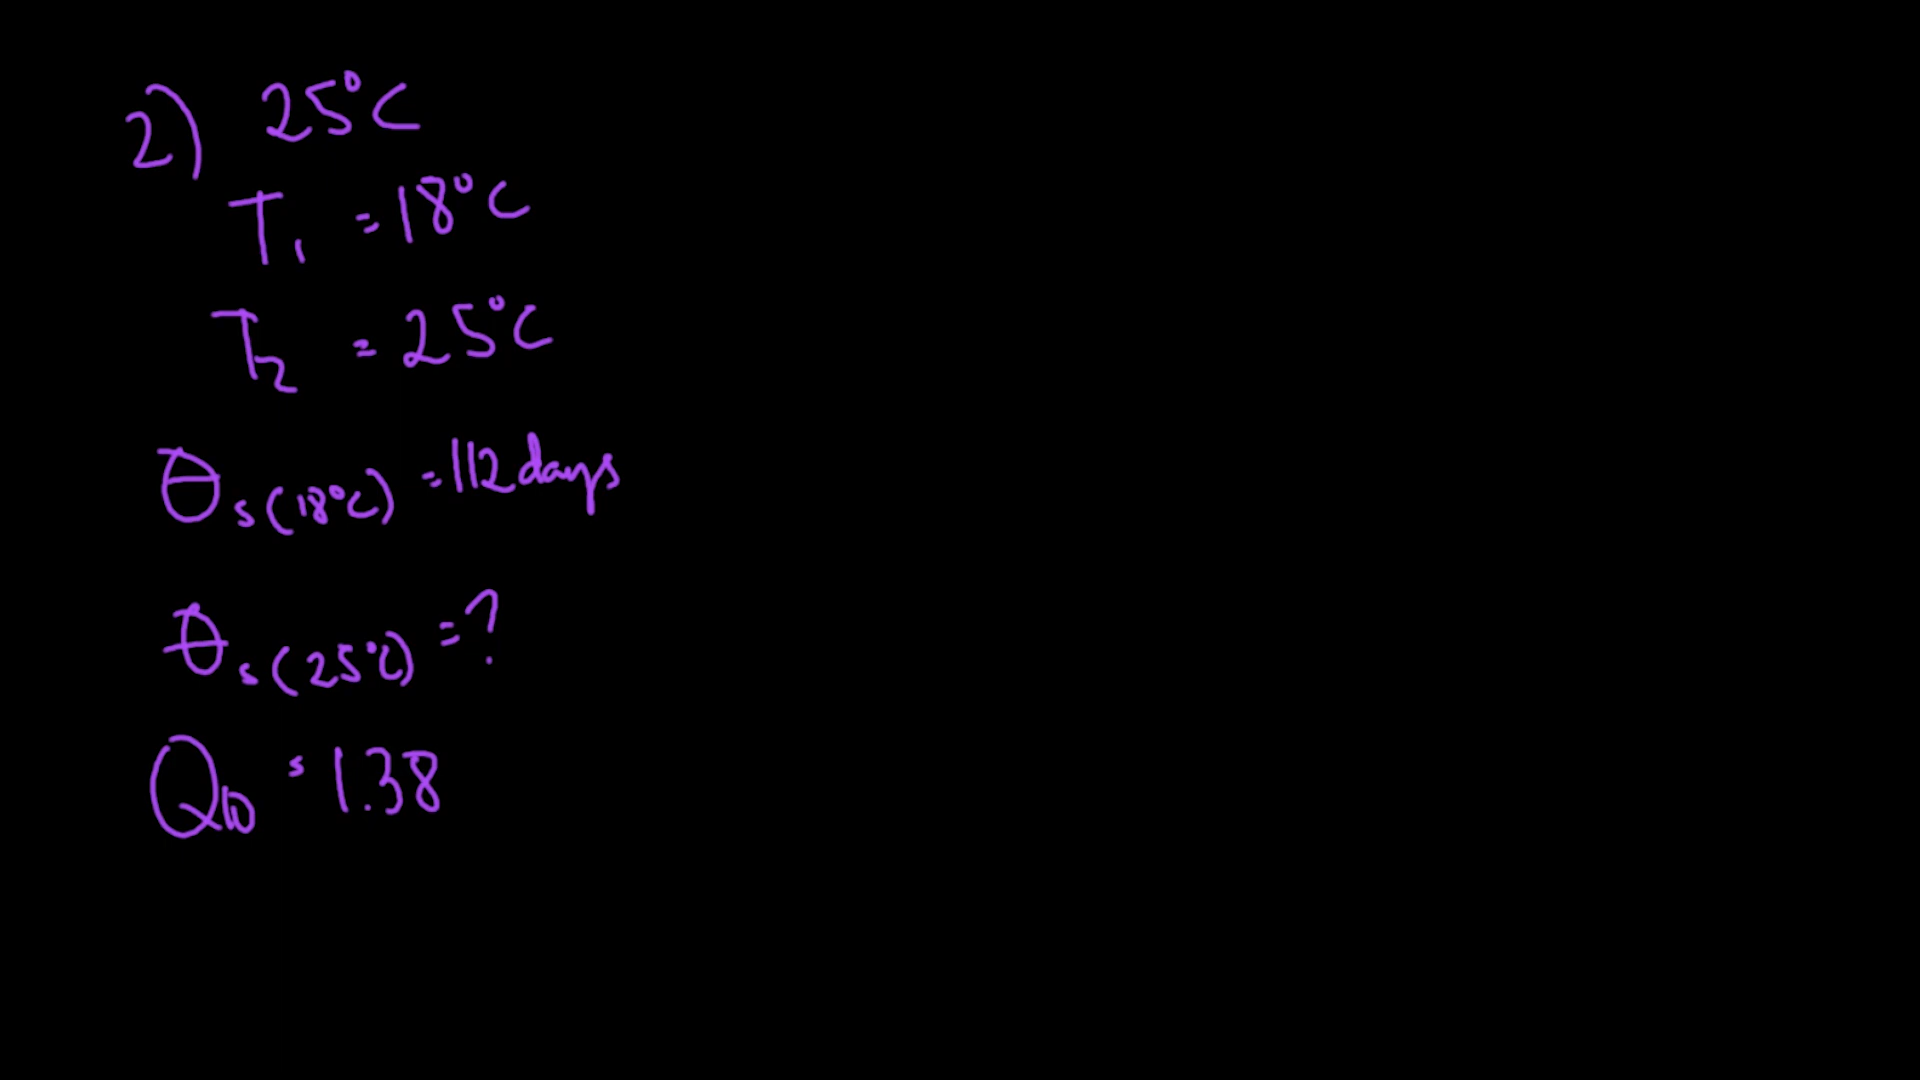 2) 25°C
T₁ = 18°C
T₂ = 25°C
θₛ(18°C) = 112 days
θₛ(25°C) = ?
Q₁₀ = 1.38